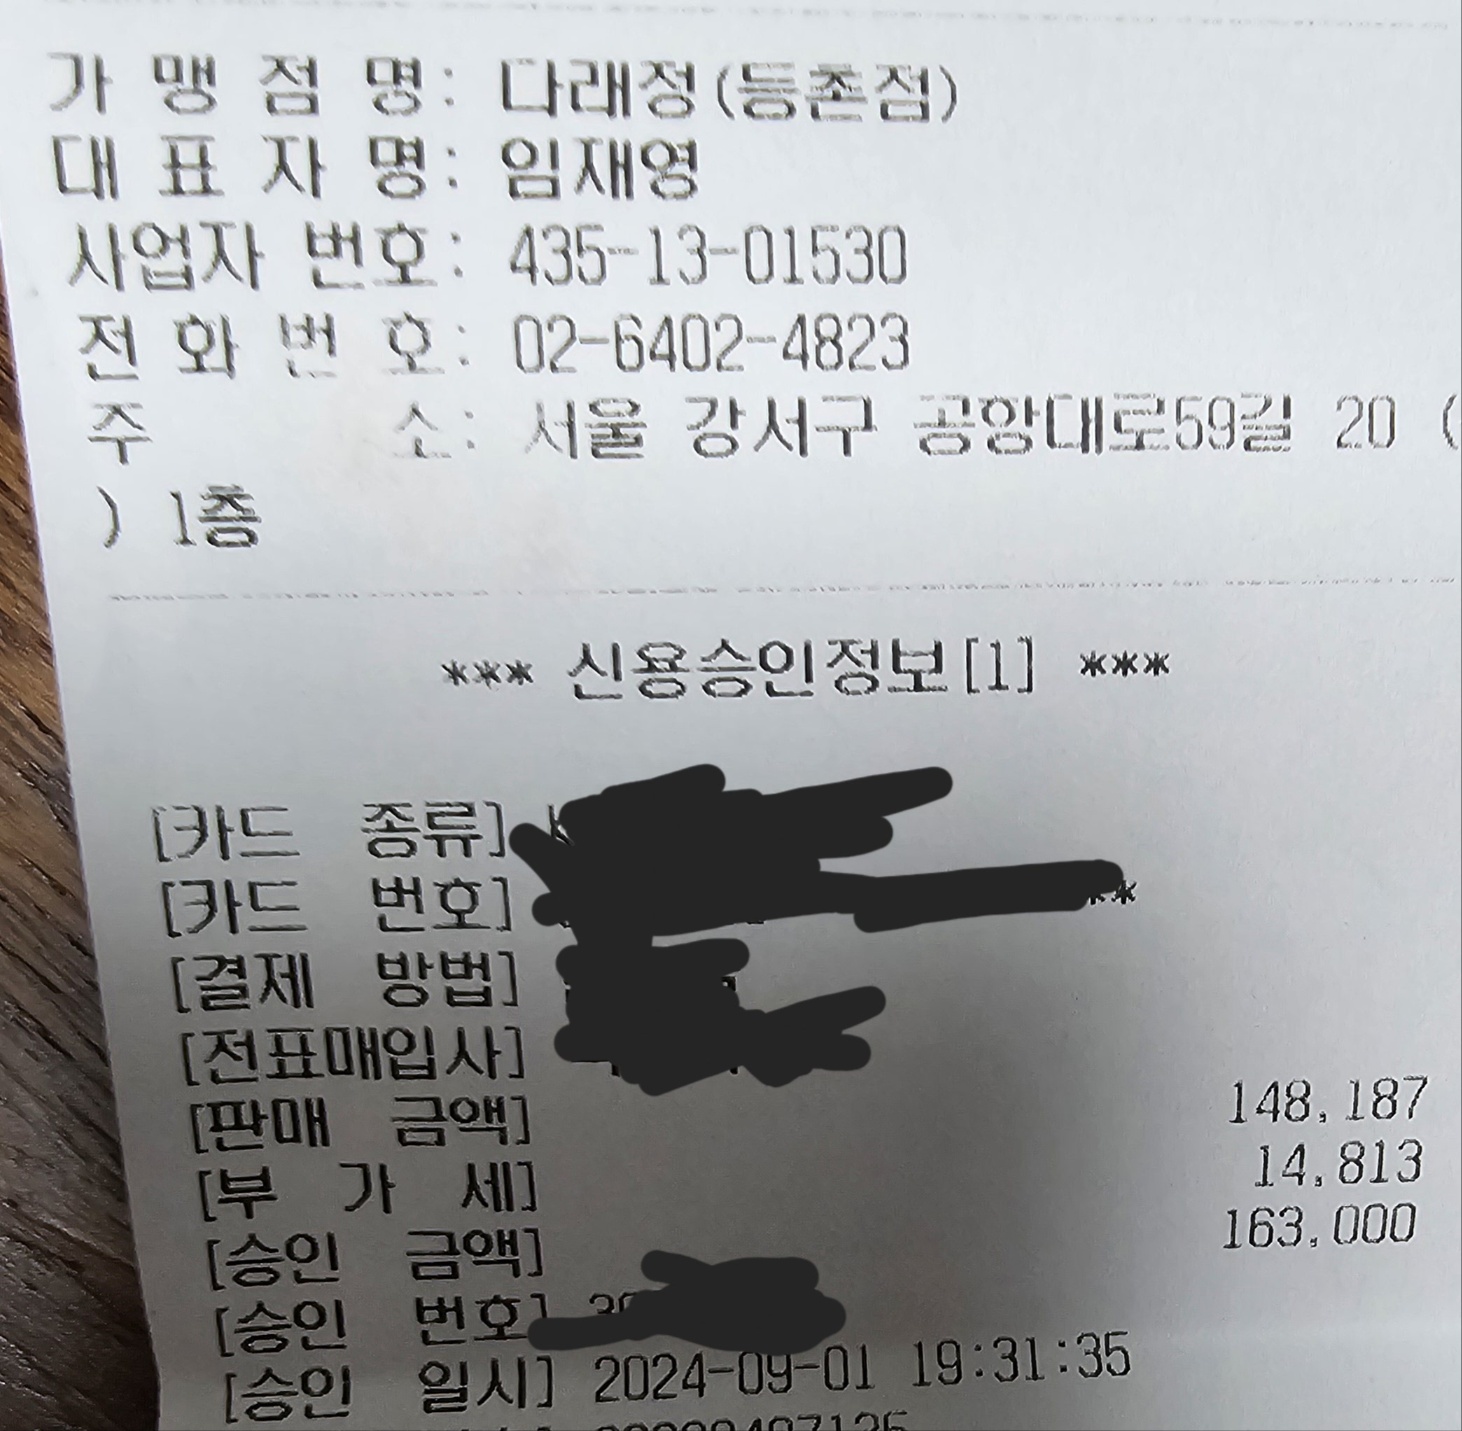 가 맹 점 명: 다래정(등촌점)
대 표 자 명: 임재영
사업자 번호: 435-13-01530
전 화 번 호: 02-6402-4823
주 소: 서울 강서구 공항대로59길 20 (
) 1층
*** 신용승인정보[1] ***
[카드 종류]
[카드 번호] **
[결제 방법]
[전표매입사]
[판매 금액] 148,187
[부 가 세] 14,813
[승인 금액] 163,000
[승인 번호] 30
[승인 일시] 2024-09-01 19:31:35